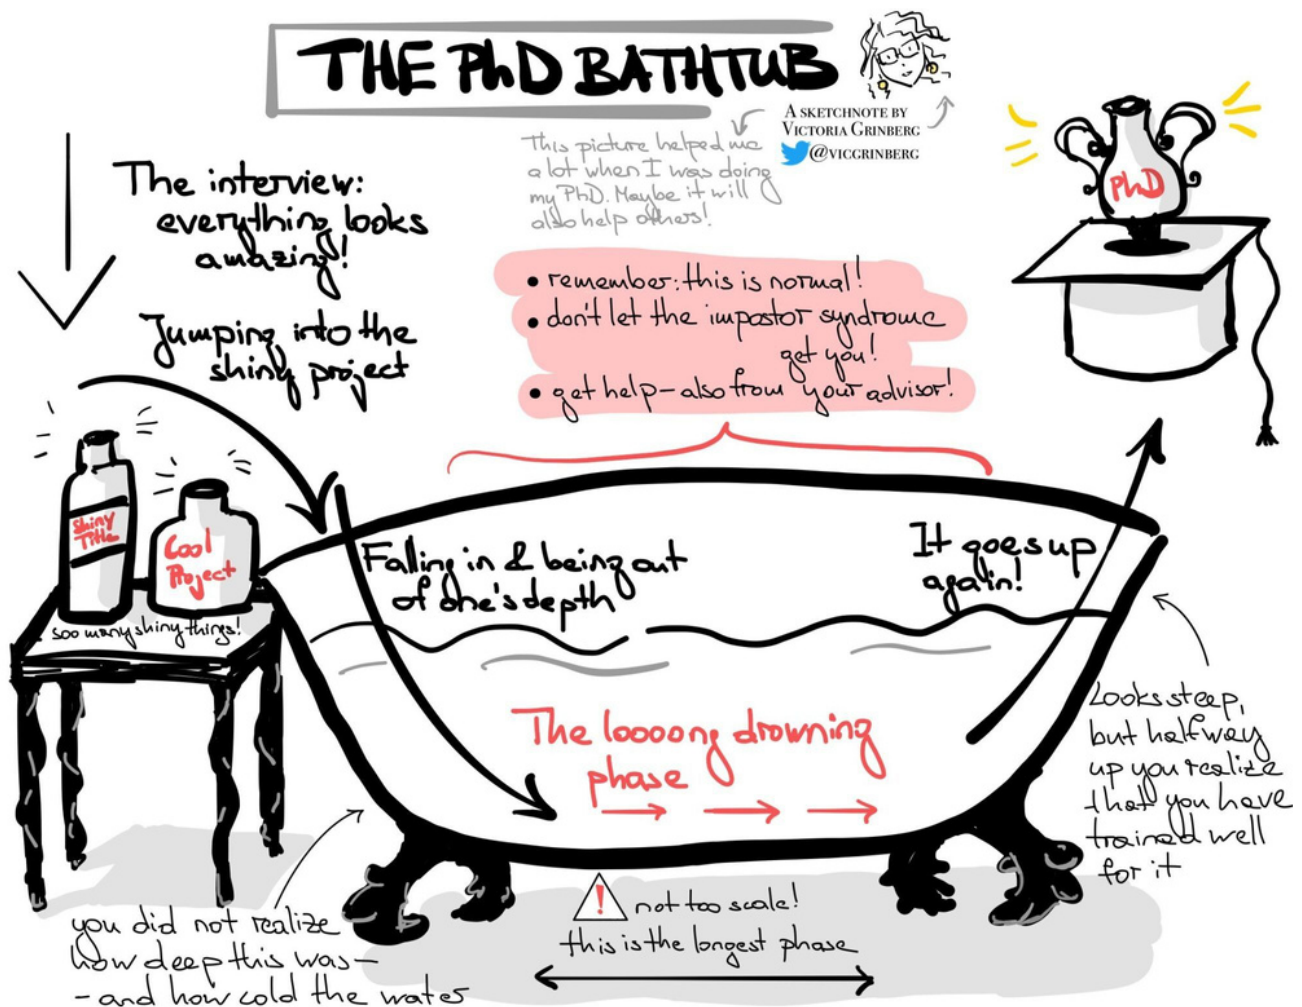 THE PhD BATHTUB
A SKETCHNOTE BY
VICTORIA GRINBERG
@VICGRINBERG
This picture helped me
a lot when I was doing
my PhD. Maybe it will
also help others!
The interview:
everything looks
amazing!
Jumping into the
shiny project
• remember: this is normal!
• don't let the impostor syndrome
get you!
• get help – also from your advisor!
PhD
Shiny
Title
Cool
Project
soo many shiny things!
Falling in & being out
of one's depth
It goes up
again!
The loooong drowning
phase
Looks steep,
but halfway
up you realize
that you have
trained well
for it
you did not realize
how deep this was –
– and how cold the water
! not too scale!
this is the longest phase